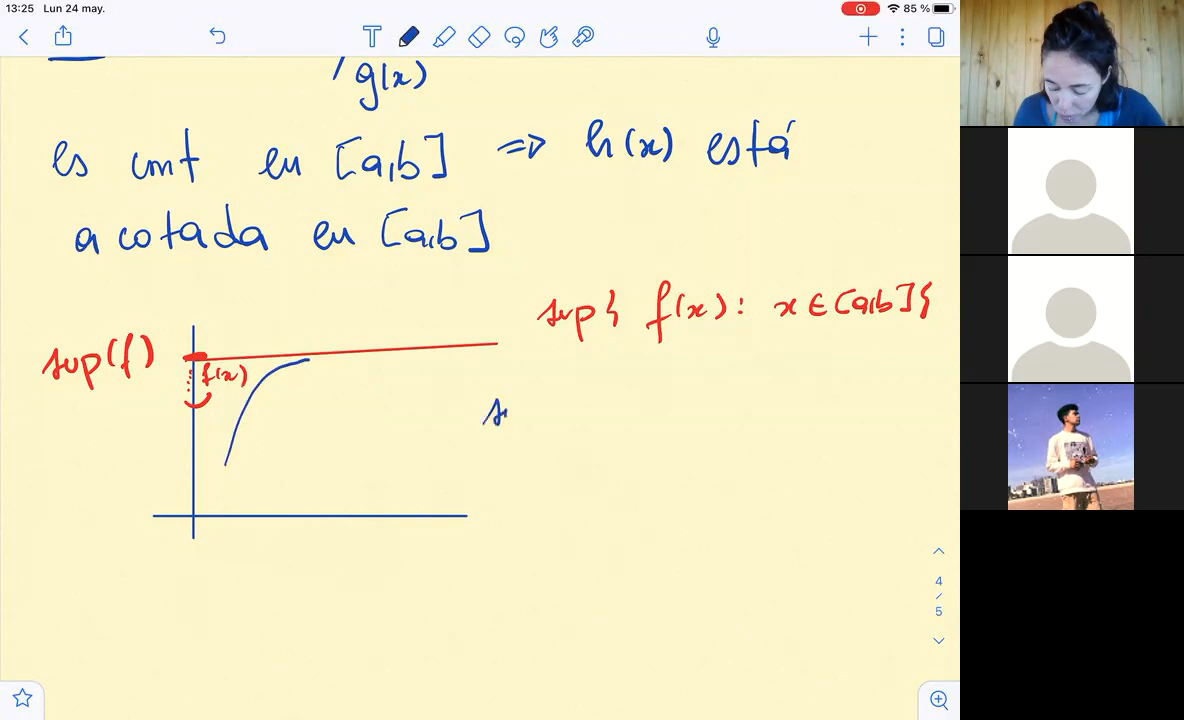 13:25 Lun 24 may.
85 %
T
g(x)
es cont en [a,b] => h(x) está
acotada en [a,b]
sup{ f(x): x ∈ [a,b]}
sup(f)
f(x)
4
/
5